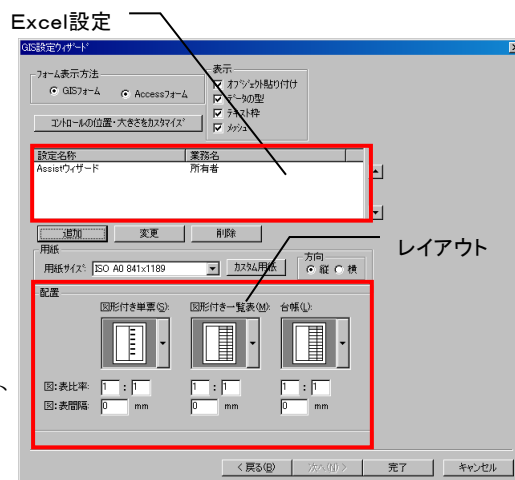 Excel設定
GIS設定ウィザード
フォーム表示方法
GISフォーム
Accessフォーム
コントロールの位置・大きさをカスタマイズ
表示
オブジェクト貼り付け
データの型
テキスト枠
メッシュ
設定名称 業務名
Assistウィザード 所有者
追加 変更 削除
レイアウト
用紙
用紙サイズ: ISO A0 841×1189 カスタム用紙
方向
縦 横
配置
図形付き単票(S): 図形付き一覧表(M): 台帳(L):
図:表比率: 1 : 1 1 : 1 1 : 1
図:表間隔: 0 mm 0 mm 0 mm
、
< 戻る(B) 次へ(N) > 完了 キャンセル